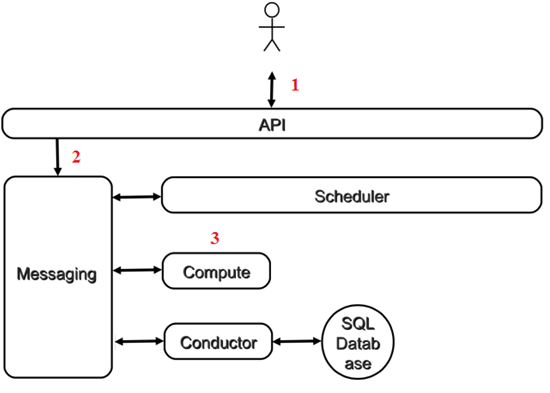 1
API
2
Scheduler
3
Messaging
Compute
SQL
Datab
ase
Conductor